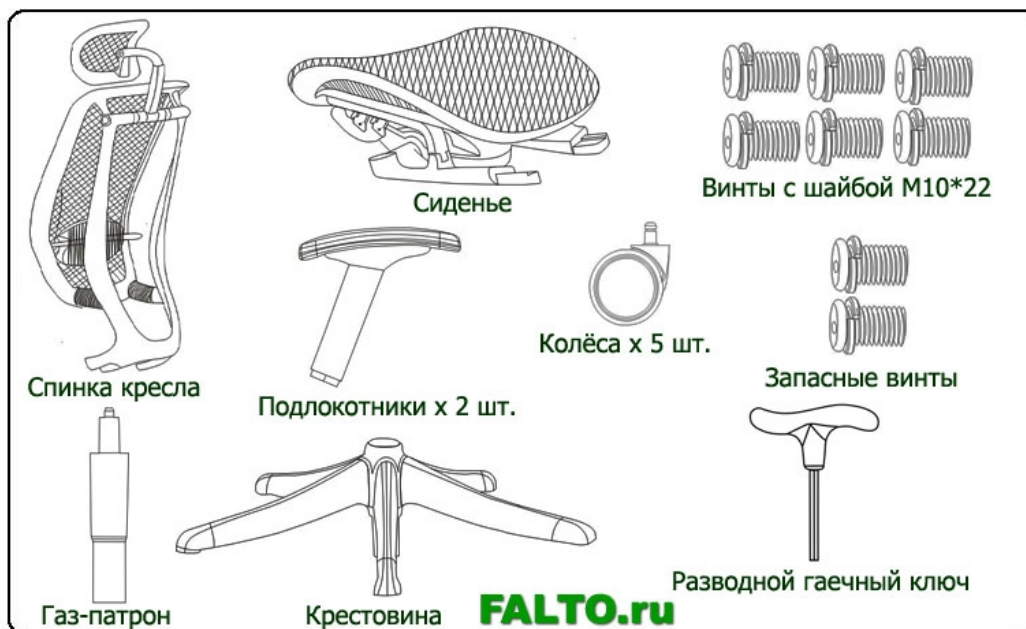 Сиденье
Винты с шайбой М10*22
Колёса х 5 шт.
Спинка кресла
Подлокотники х 2 шт.
Запасные винты
Газ-патрон
Крестовина
FALTO.ru
Разводной гаечный ключ